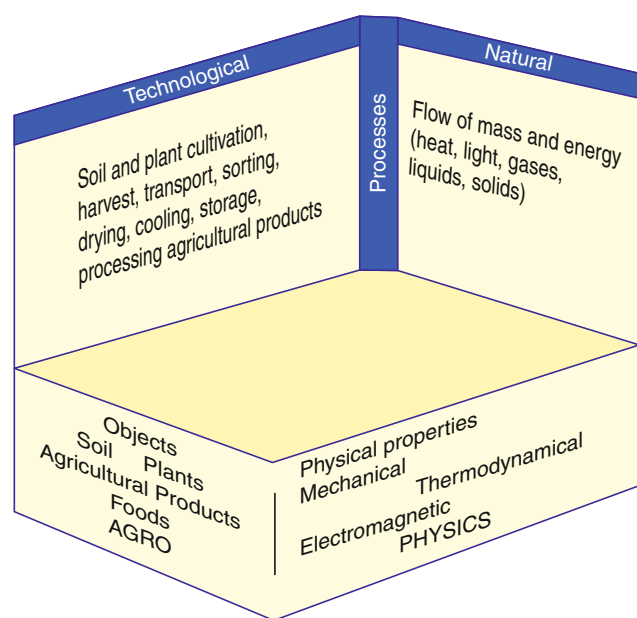 Technological
Natural
Processes
Soil and plant cultivation,
harvest, transport, sorting,
drying, cooling, storage,
processing agricultural products
Flow of mass and energy
(heat, light, gases,
liquids, solids)
Objects
Soil Plants
Agricultural Products
Foods
AGRO
Physical properties
Mechanical
Thermodynamical
Electromagnetic
PHYSICS